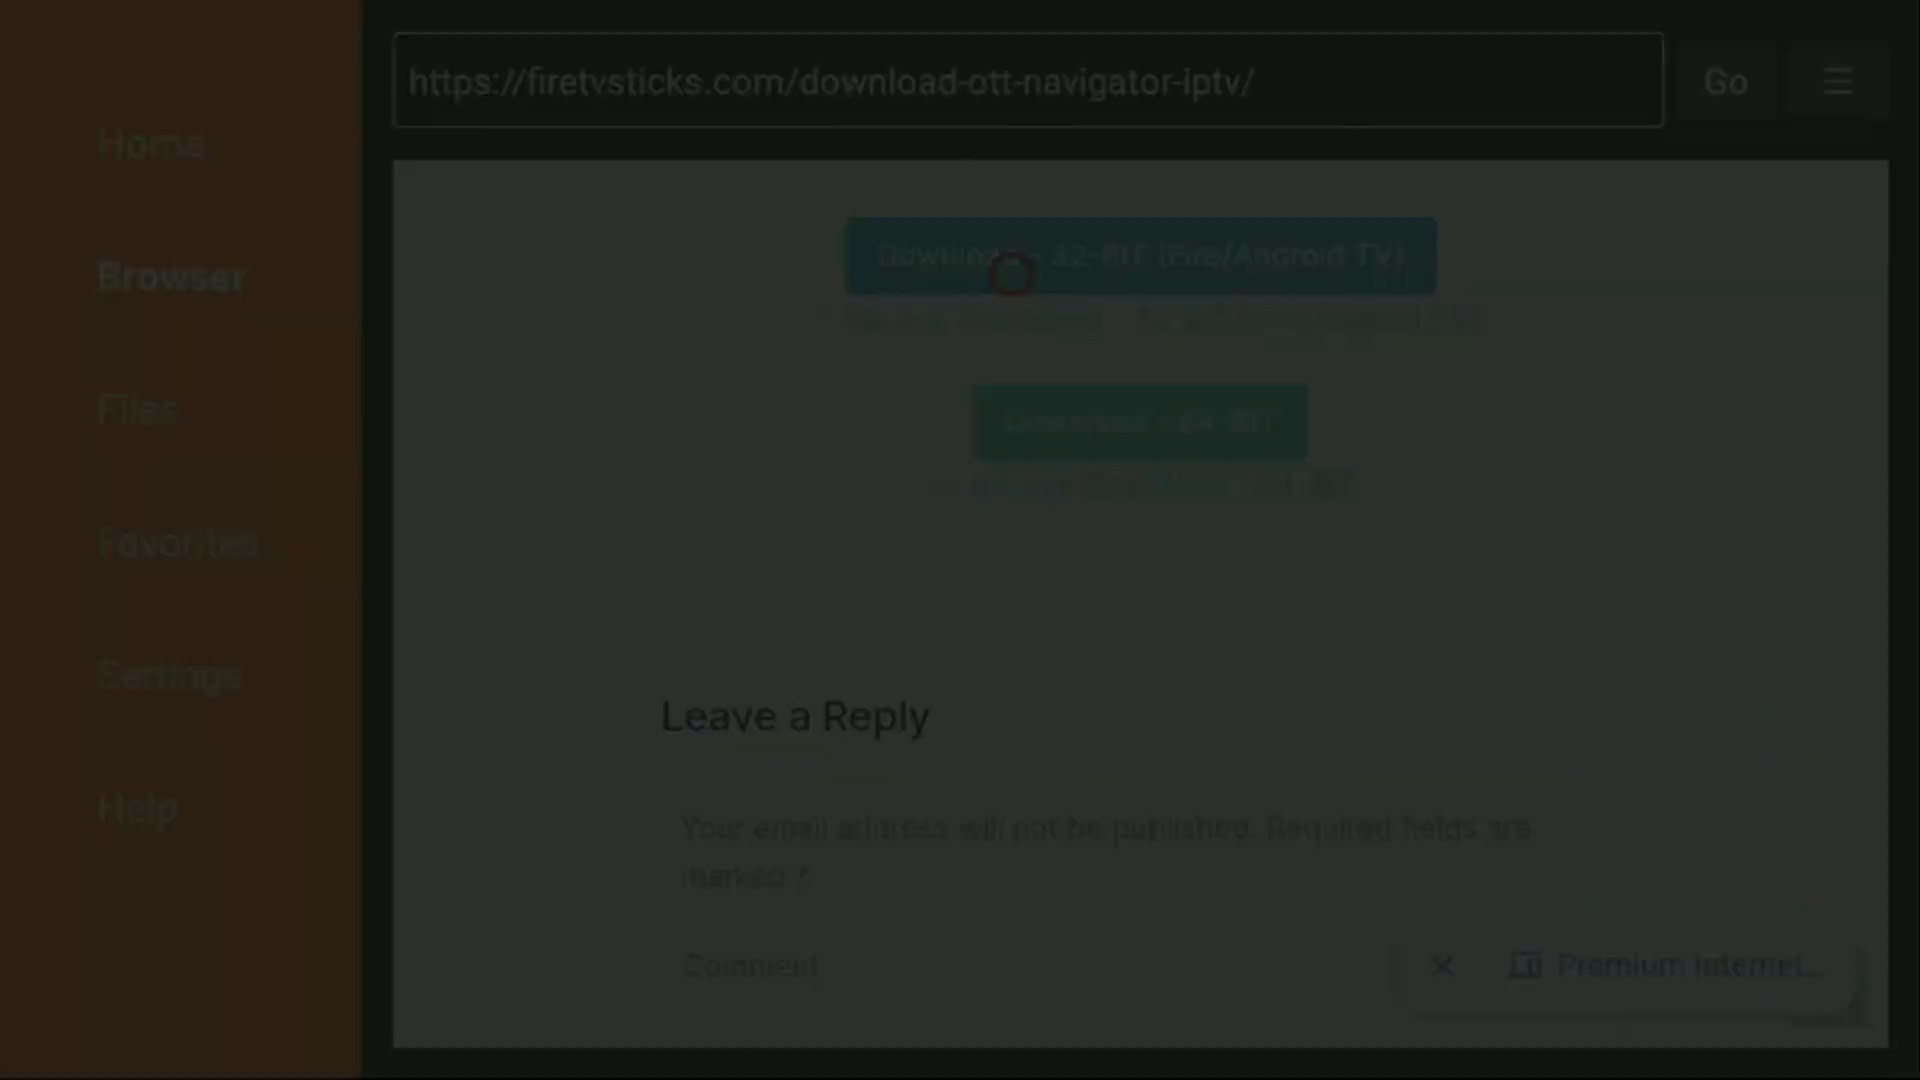 https://firetvsticks.com/download-ott-navigator-iptv/
Go
Home
Browser
Files
Favorites
Settings
Help
Download - 32-BIT (Fire/Android TV)
Download - 64-BIT
Leave a Reply
Your email address will not be published. Required fields are
marked *
Comment
Premium Internet...